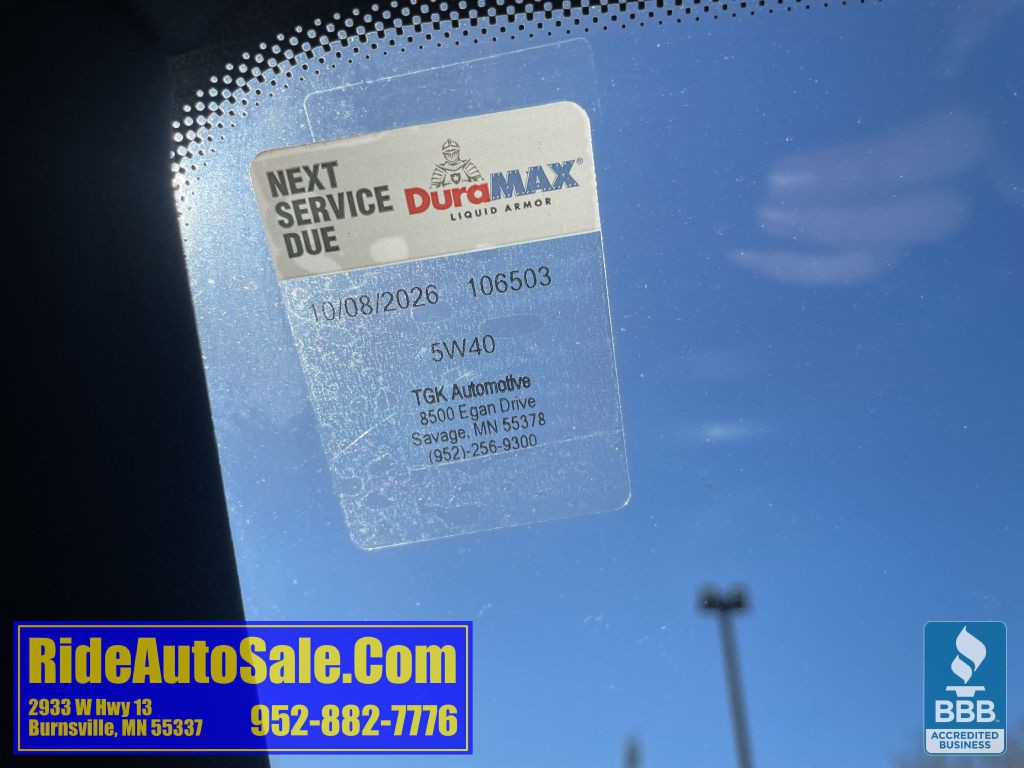 NEXT
SERVICE
DUE
DuraMAX®
LIQUID ARMOR
10/08/2026 106503
5W40
TGK Automotive
8500 Egan Drive
Savage, MN 55378
(952)-256-9300
RideAutoSale.Com
2933 W Hwy 13
Burnsville, MN 55337
952-882-7776
BBB
ACCREDITED
BUSINESS